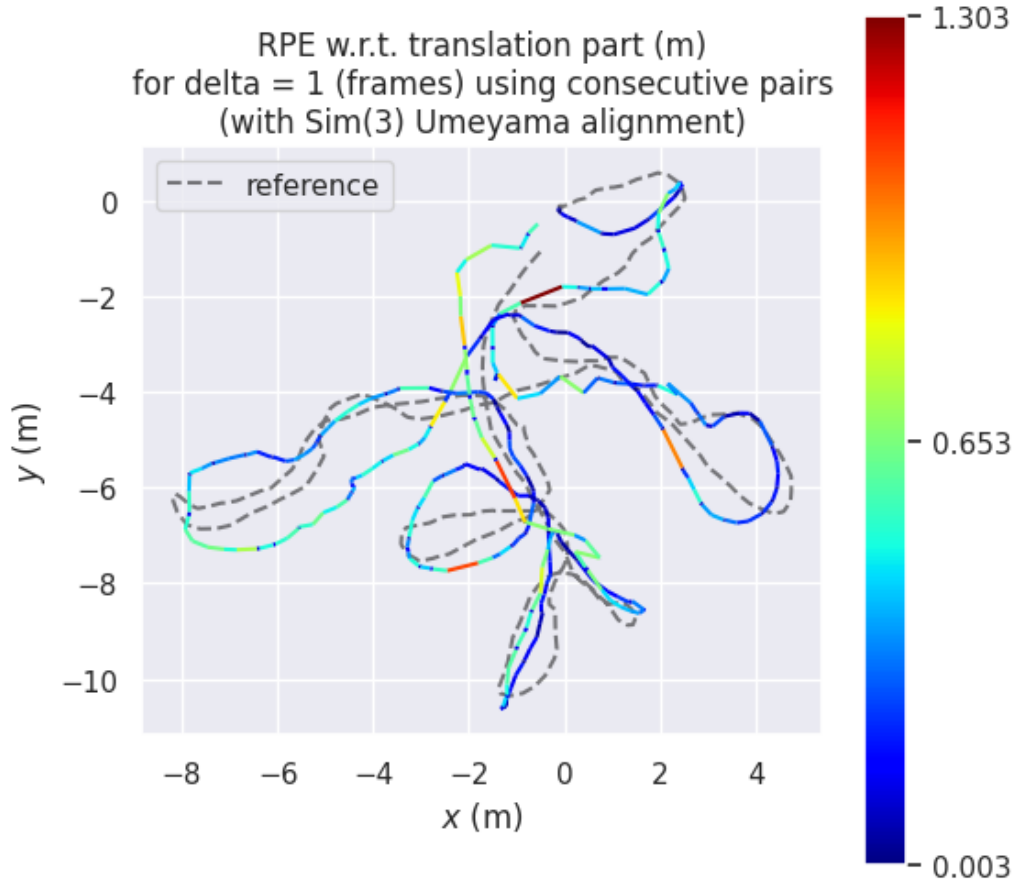 RPE w.r.t. translation part (m)
for delta = 1 (frames) using consecutive pairs
(with Sim(3) Umeyama alignment)
reference
0
−2
−4
−6
−8
−10
y (m)
−8 −6 −4 −2 0 2 4
x (m)
1.303
0.653
0.003